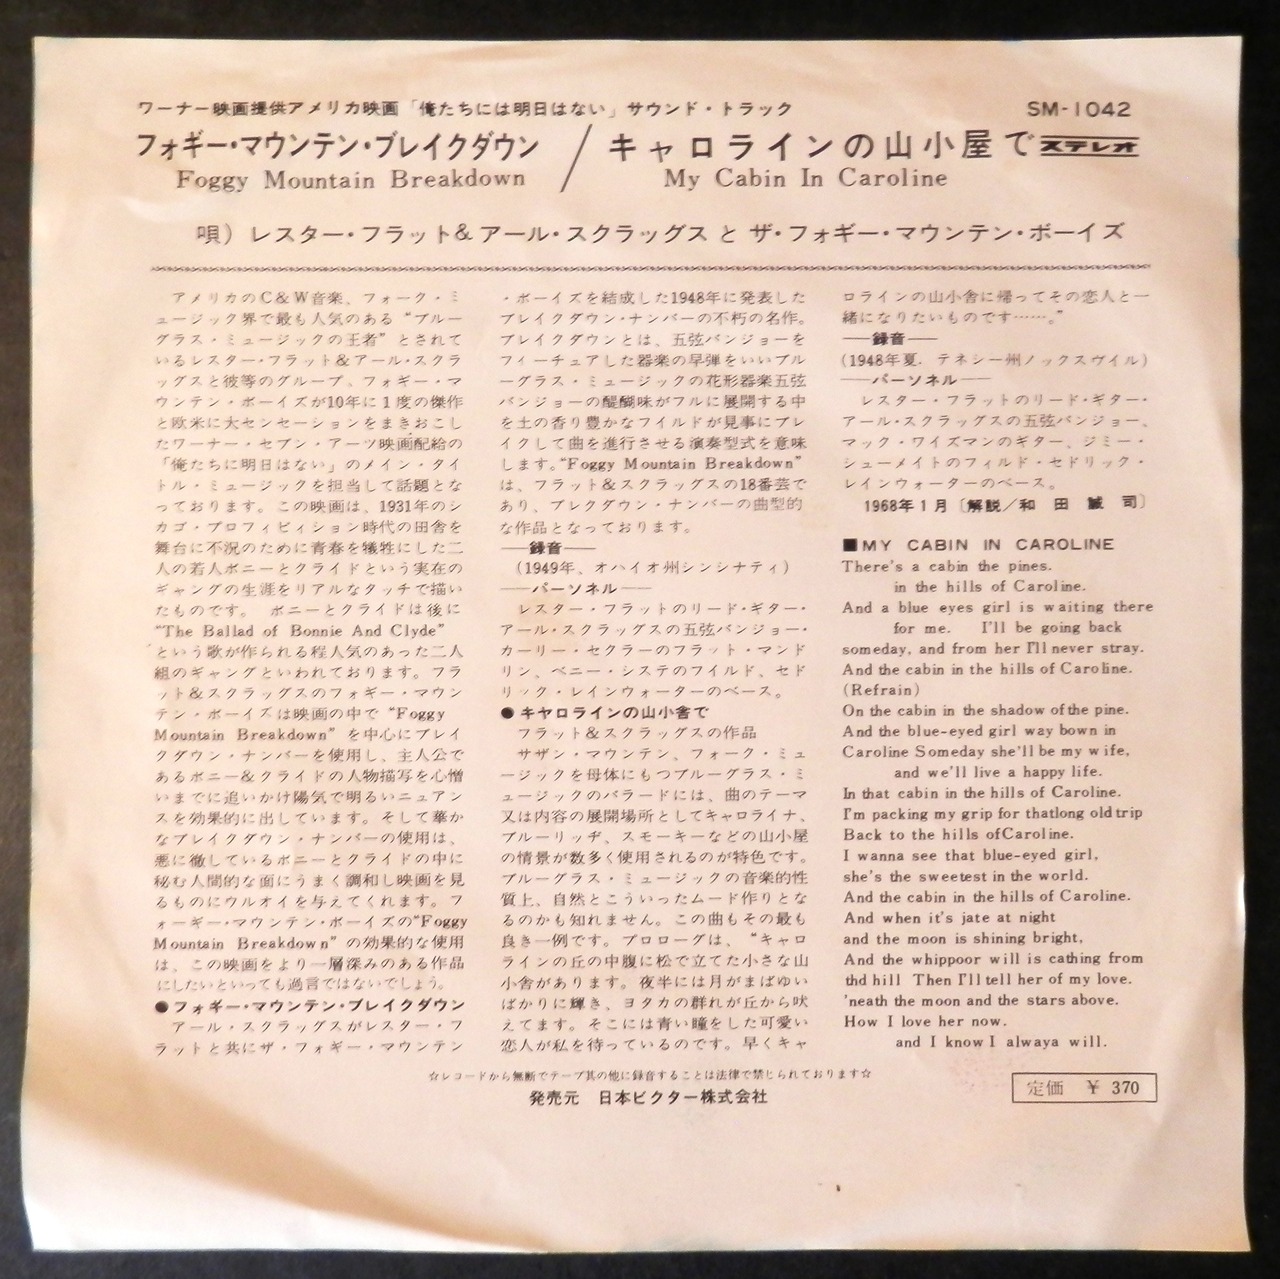 ワーナー映画提供アメリカ映画「俺たちには明日はない」サウンド・トラック
SM-1042
フォギー・マウンテン・ブレイクダウン／キャロラインの山小屋で ステレオ
Foggy Mountain Breakdown
My Cabin In Caroline
唄）レスター・フラット&アール・スクラッグス と ザ・フォギー・マウンテン・ボーイズ
アメリカのC&W音楽、フォーク・ミ
ュージック界で最も人気のある“ブルー
グラス・ミュージックの王者”とされて
いるレスター・フラット&アール・スクラ
ッグスと彼等のグループ、フォギー・マ
ウンテン・ボーイズが10年に1度の傑作
と欧米に大センセーションをまきおこし
たワーナー・セブン・アーツ映画配給の
「俺たちに明日はない」のメイン・タイ
トル・ミュージックを担当して話題とな
っております。この映画は、1931年のシ
カゴ・プロフィビィション時代の田舎を
舞台に不況のために青春を犠牲にした二
人の若人ボニーとクライドという実在の
ギャングの生涯をリアルなタッチで描い
たものです。 ボニーとクライドは後に
“The Ballad of Bonnie And Clyde”
という歌が作られる程人気のあった二人
組のギャングといわれております。フラ
ット&スクラッグスのフォギー・マウン
テン・ボーイズは映画の中で“Foggy
Mountain Breakdown”を中心にブレイ
クダウン・ナンバーを使用し、主人公で
あるボニー&クライドの人物描写を心憎
いまでに追いかけ陽気で明るいニュアン
スを効果的に出しています。そして華か
なブレイクダウン・ナンバーの使用は、
悪に徹しているボニーとクライドの中に
秘む人間的な面にうまく調和し映画を見
るものにウルオイを与えてくれます。フ
ォーギー・マウンテン・ボーイズの“Foggy
Mountain Breakdown”の効果的な使用
は、この映画をより一層深みのある作品
にしたいといっても過言ではないでしょう。
●フォギー・マウンテン・ブレイクダウン
アール・スクラッグスがレスター・フ
ラットと共にザ・フォギー・マウンテン
・ボーイズを結成した1948年に発表した
ブレイクダウン・ナンバーの不朽の名作。
ブレイクダウンとは、五弦バンジョーを
フィーチュアした器楽の早弾をいいブル
ーグラス・ミュージックの花形器楽五弦
バンジョーの醍醐味がフルに展開する中
を土の香り豊かなフイルドが見事にブレ
イクして曲を進行させる演奏型式を意味
します。“Foggy Mountain Breakdown”
は、フラット&スクラッグスの18番芸で
あり、ブレクダウン・ナンバーの曲型的
な作品となっております。
——録音——
(1949年、オハイオ州シンシナティ)
——パーソネル——
レスター・フラットのリード・ギター・
アール・スクラッグスの五弦バンジョー・
カーリー・セクラーのフラット・マンド
リン、ベニー・システのフイルド、セド
リック・レインウォーターのベース。
●キヤロラインの山小舎で
フラット&スクラッグスの作品
サザン・マウンテン、フォーク・ミュ
ージックを母体にもつブルーグラス・ミ
ュージックのバラードには、曲のテーマ
又は内容の展開場所としてキャロライナ、
ブルーリッヂ、スモーキーなどの山小屋
の情景が数多く使用されるのが特色です。
ブルーグラス・ミュージックの音楽的性
質上、自然とこういったムード作りとな
るのかも知れません。この曲もその最も
良き一例です。プロローグは、“キャロ
ラインの丘の中腹に松で立てた小さな山
小舎があります。夜半には月がまばゆい
ばかりに輝き、ヨタカの群れが丘から吠
えてます。そこには青い瞳をした可愛い
恋人が私を待っているのです。早くキャ
ロラインの山小舎に帰ってその恋人と一
緒になりたいものです……。”
——録音——
(1948年夏. テネシー州ノックスヴイル)
——パーソネル——
レスター・フラットのリード・ギター・
アール・スクラッグスの五弦バンジョー、
マック・ワイズマンのギター、ジミー・
シューメイトのフィルド・セドリック・
レインウォーターのベース。
1968年1月〔解説／和田誠司〕
■MY CABIN IN CAROLINE
There's a cabin the pines.
in the hills of Caroline.
And a blue eyes girl is waiting there
for me. I'll be going back
someday, and from her I'll never stray.
And the cabin in the hills of Caroline.
(Refrain)
On the cabin in the shadow of the pine.
And the blue-eyed girl way bown in
Caroline Someday she'll be my wife,
and we'll live a happy life.
In that cabin in the hills of Caroline.
I'm packing my grip for thatlong old trip
Back to the hills ofCaroline.
I wanna see that blue-eyed girl,
she's the sweetest in the world.
And the cabin in the hills of Caroline.
And when it's jate at night
and the moon is shining bright,
And the whippoor will is cathing from
thd hill Then I'll tell her of my love.
'neath the moon and the stars above.
How I love her now.
and I know I alwaya will.
☆レコードから無断でテープ其の他に録音することは法律で禁じられております☆
発売元 日本ビクター株式会社
定価 ￥370